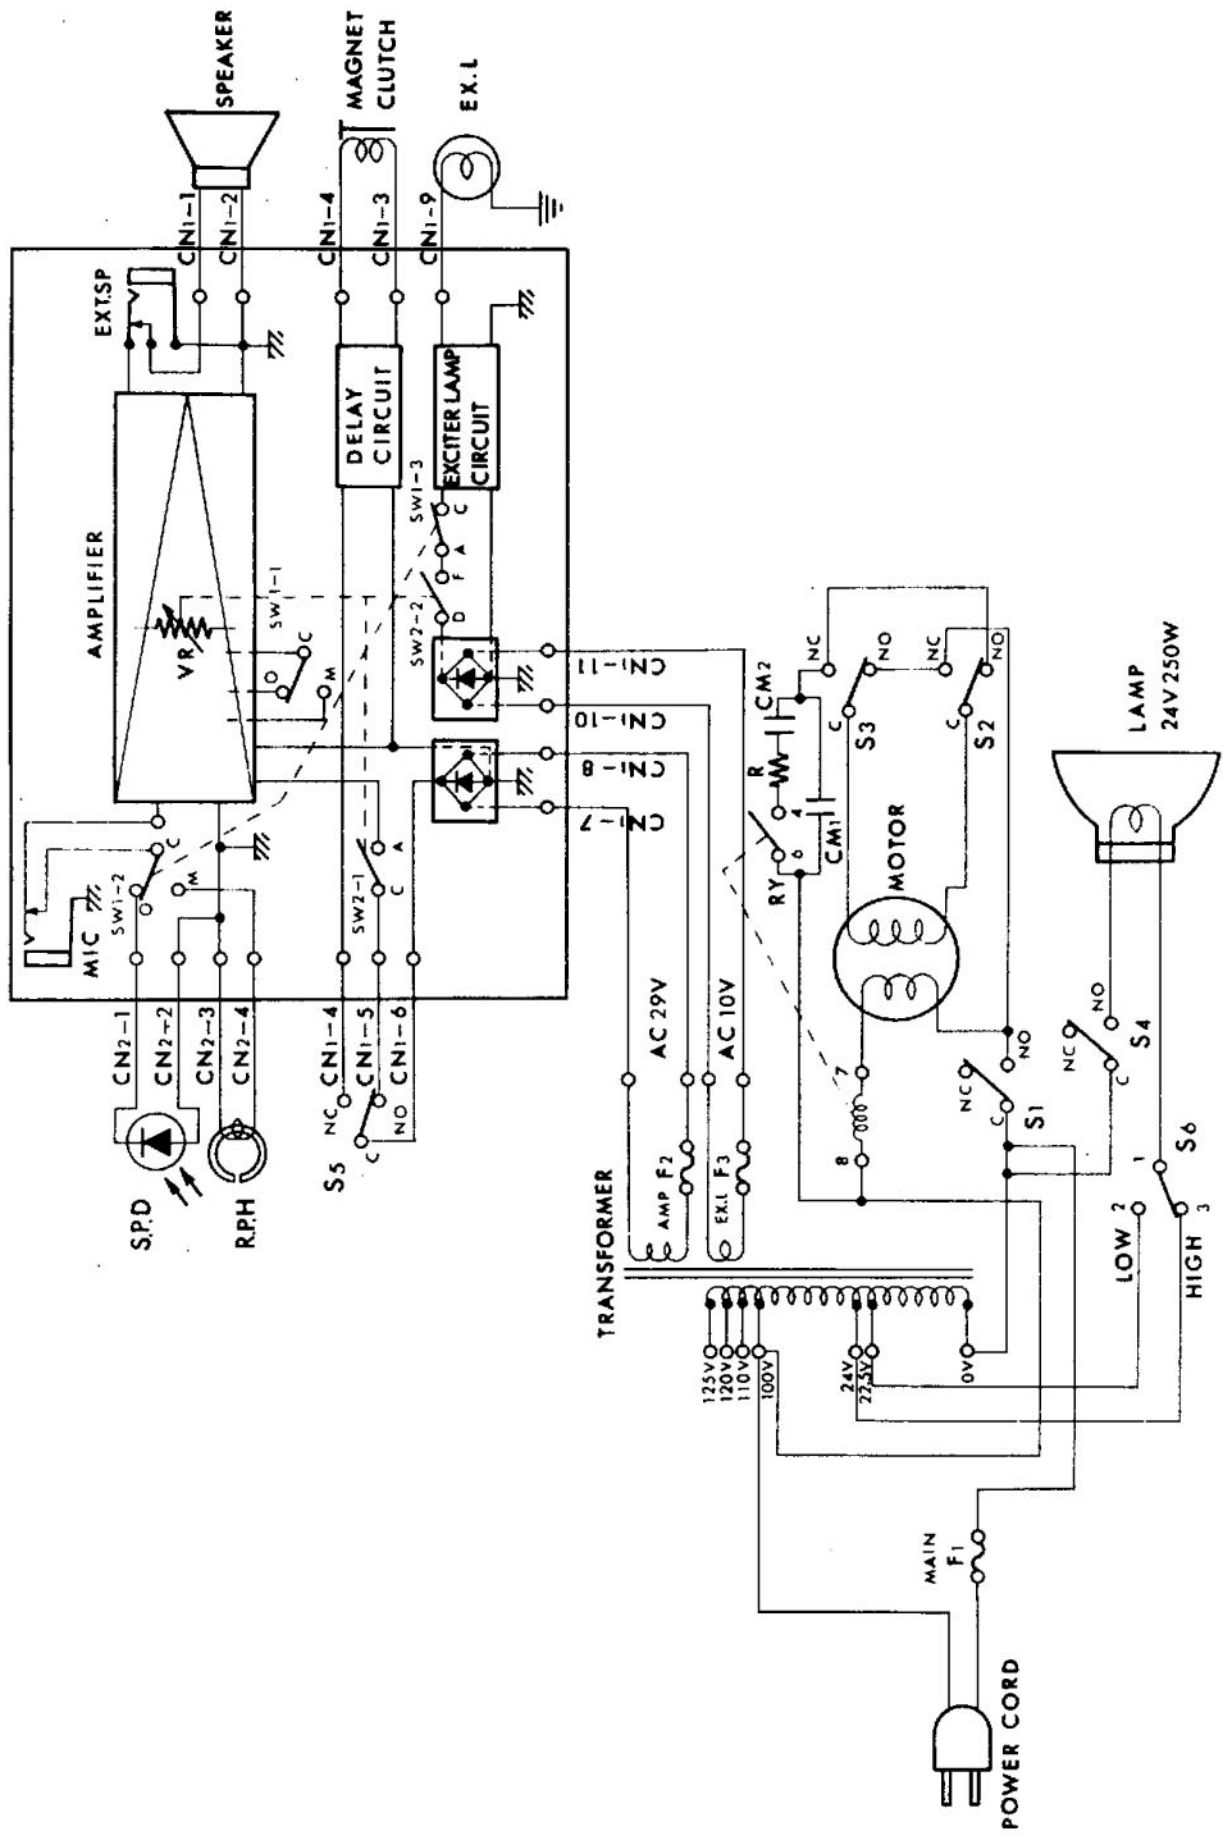 S.P.D
R.P.H
CN2-1
CN2-2
CN2-3
CN2-4
MIC
SW1-2
O
C
M
AMPLIFIER
VR
SW1-1
O
C
M
EXT.SP
CN1-1
CN1-2
SPEAKER
S5
NC
C
NO
CN1-4
CN1-5
CN1-6
SW2-1
C
A
DELAY
CIRCUIT
CN1-4
CN1-3
MAGNET
CLUTCH
SW2-2
D
F
A
C
SW1-3
EXCITER LAMP
CIRCUIT
CN1-9
EX.L
CN1-7
CN1-8
CN1-10
CN1-11
TRANSFORMER
AMP F2
AC 29V
EX.L F3
AC 10V
125V
120V
110V
100V
24V
22.5V
0V
RY
6
4
R
CM2
CM1
8
7
MOTOR
C
S3
NC
NO
C
S2
NC
NO
NC
C
S1
NO
NC
C
S4
NO
LOW 2
HIGH 3
1
S6
LAMP
24V 250W
MAIN
F1
POWER CORD